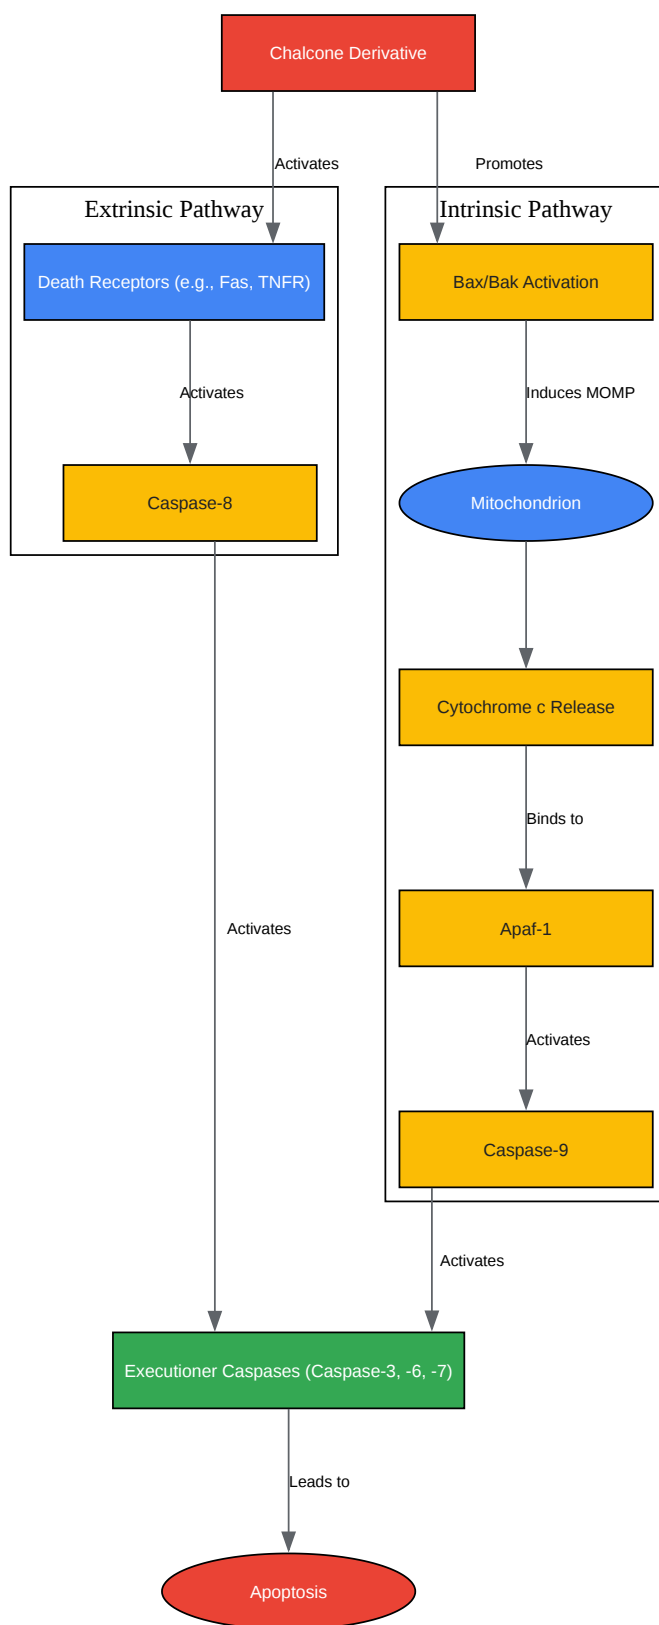 Chalcone Derivative
Activates
Promotes
Extrinsic Pathway
Intrinsic Pathway
Death Receptors (e.g., Fas, TNFR)
Bax/Bak Activation
Activates
Induces MOMP
Caspase-8
Mitochondrion
Cytochrome c Release
Binds to
Apaf-1
Activates
Activates
Caspase-9
Activates
Executioner Caspases (Caspase-3, -6, -7)
Leads to
Apoptosis